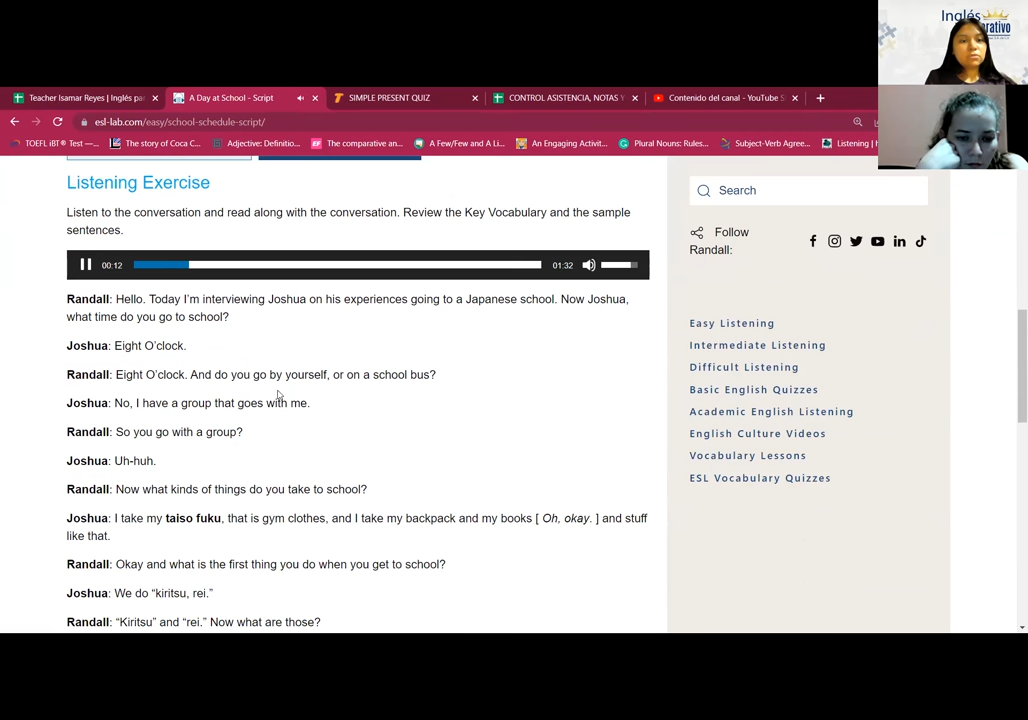 Inglés
erativo
Teacher Isamar Reyes | Inglés pa
A Day at School - Script
SIMPLE PRESENT QUIZ
CONTROL ASISTENCIA, NOTAS Y
Contenido del canal - YouTube S
esl-lab.com/easy/school-schedule-script/
TOEFL iBT® Test —...
The story of Coca C...
Adjective: Definitio...
EF
The comparative an...
A Few/Few and A Li...
An Engaging Activit...
Plural Nouns: Rules...
Subject-Verb Agree...
Listening |
Listening Exercise
Listen to the conversation and read along with the conversation. Review the Key Vocabulary and the sample
sentences.
00:12
01:32
Randall: Hello. Today I'm interviewing Joshua on his experiences going to a Japanese school. Now Joshua,
what time do you go to school?
Joshua: Eight O'clock.
Randall: Eight O'clock. And do you go by yourself, or on a school bus?
Joshua: No, I have a group that goes with me.
Randall: So you go with a group?
Joshua: Uh-huh.
Randall: Now what kinds of things do you take to school?
Joshua: I take my taiso fuku, that is gym clothes, and I take my backpack and my books [ Oh, okay. ] and stuff
like that.
Randall: Okay and what is the first thing you do when you get to school?
Joshua: We do "kiritsu, rei."
Randall: "Kiritsu" and "rei." Now what are those?
Search
Follow
Randall:
Easy Listening
Intermediate Listening
Difficult Listening
Basic English Quizzes
Academic English Listening
English Culture Videos
Vocabulary Lessons
ESL Vocabulary Quizzes